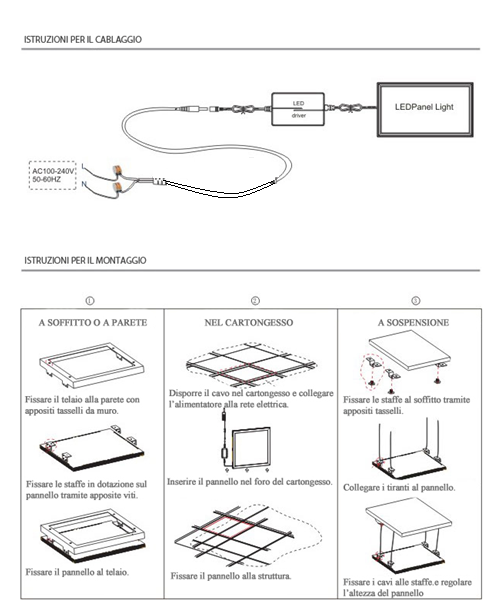 ISTRUZIONI PER IL CABLAGGIO
LED
driver
LEDPanel Light
AC100-240V
50-60HZ
L
N
ISTRUZIONI PER IL MONTAGGIO
①
②
③
A SOFFITTO O A PARETE
NEL CARTONGESSO
A SOSPENSIONE
Fissare il telaio alla parete con
appositi tasselli da muro.
Fissare le staffe in dotazione sul
pannello tramite apposite viti.
Fissare il pannello al telaio.
Disporre il cavo nel cartongesso e collegare
l'alimentatore alla rete elettrica.
Inserire il pannello nel foro del cartongesso.
Fissare il pannello alla struttura.
Fissare le staffe al soffitto tramite
appositi tasselli.
Collegare i tiranti al pannello.
Fissare i cavi alle staffe.e regolare
l'altezza del pannello